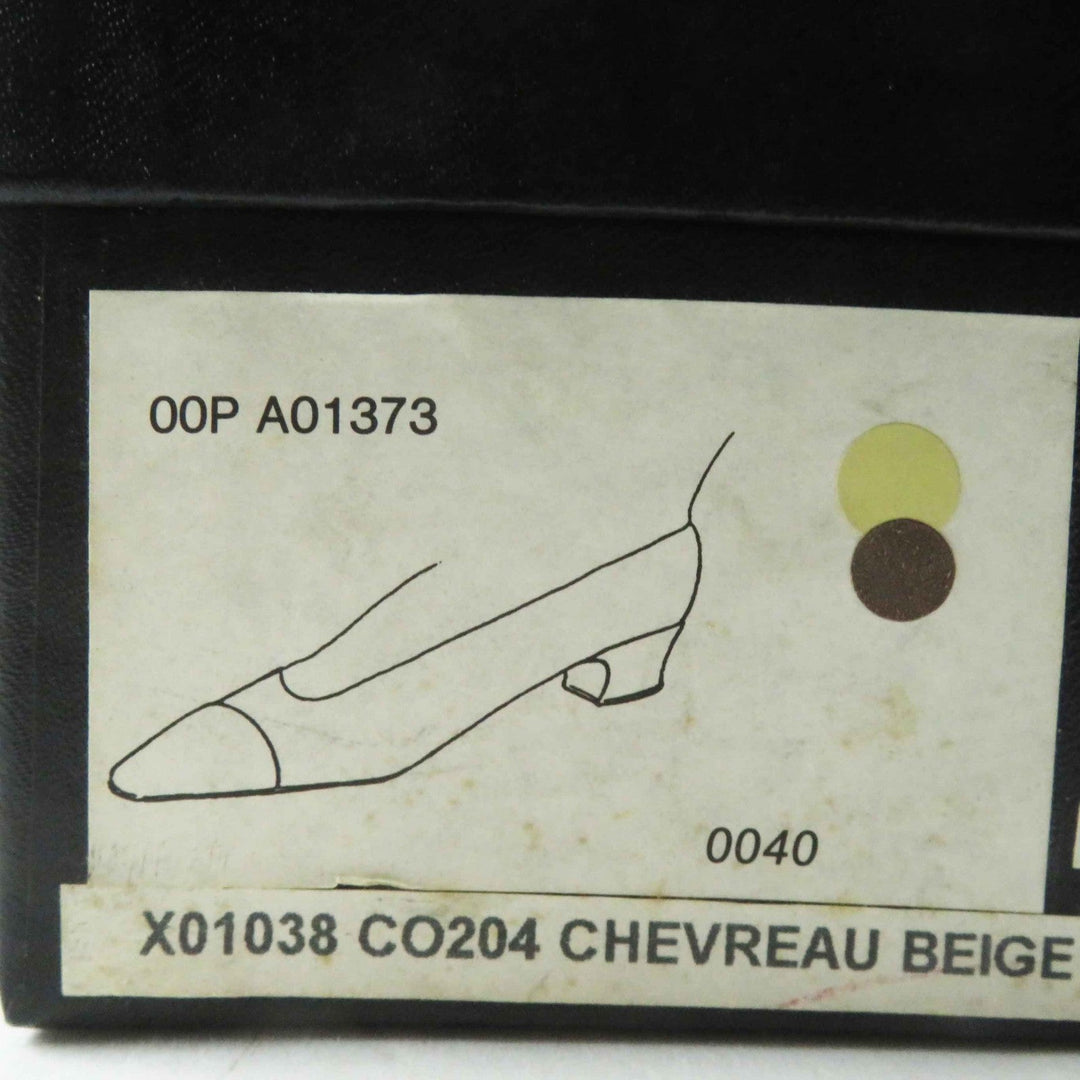 00P A01373
0040
X01038 CO204 CHEVREAU BEIGE